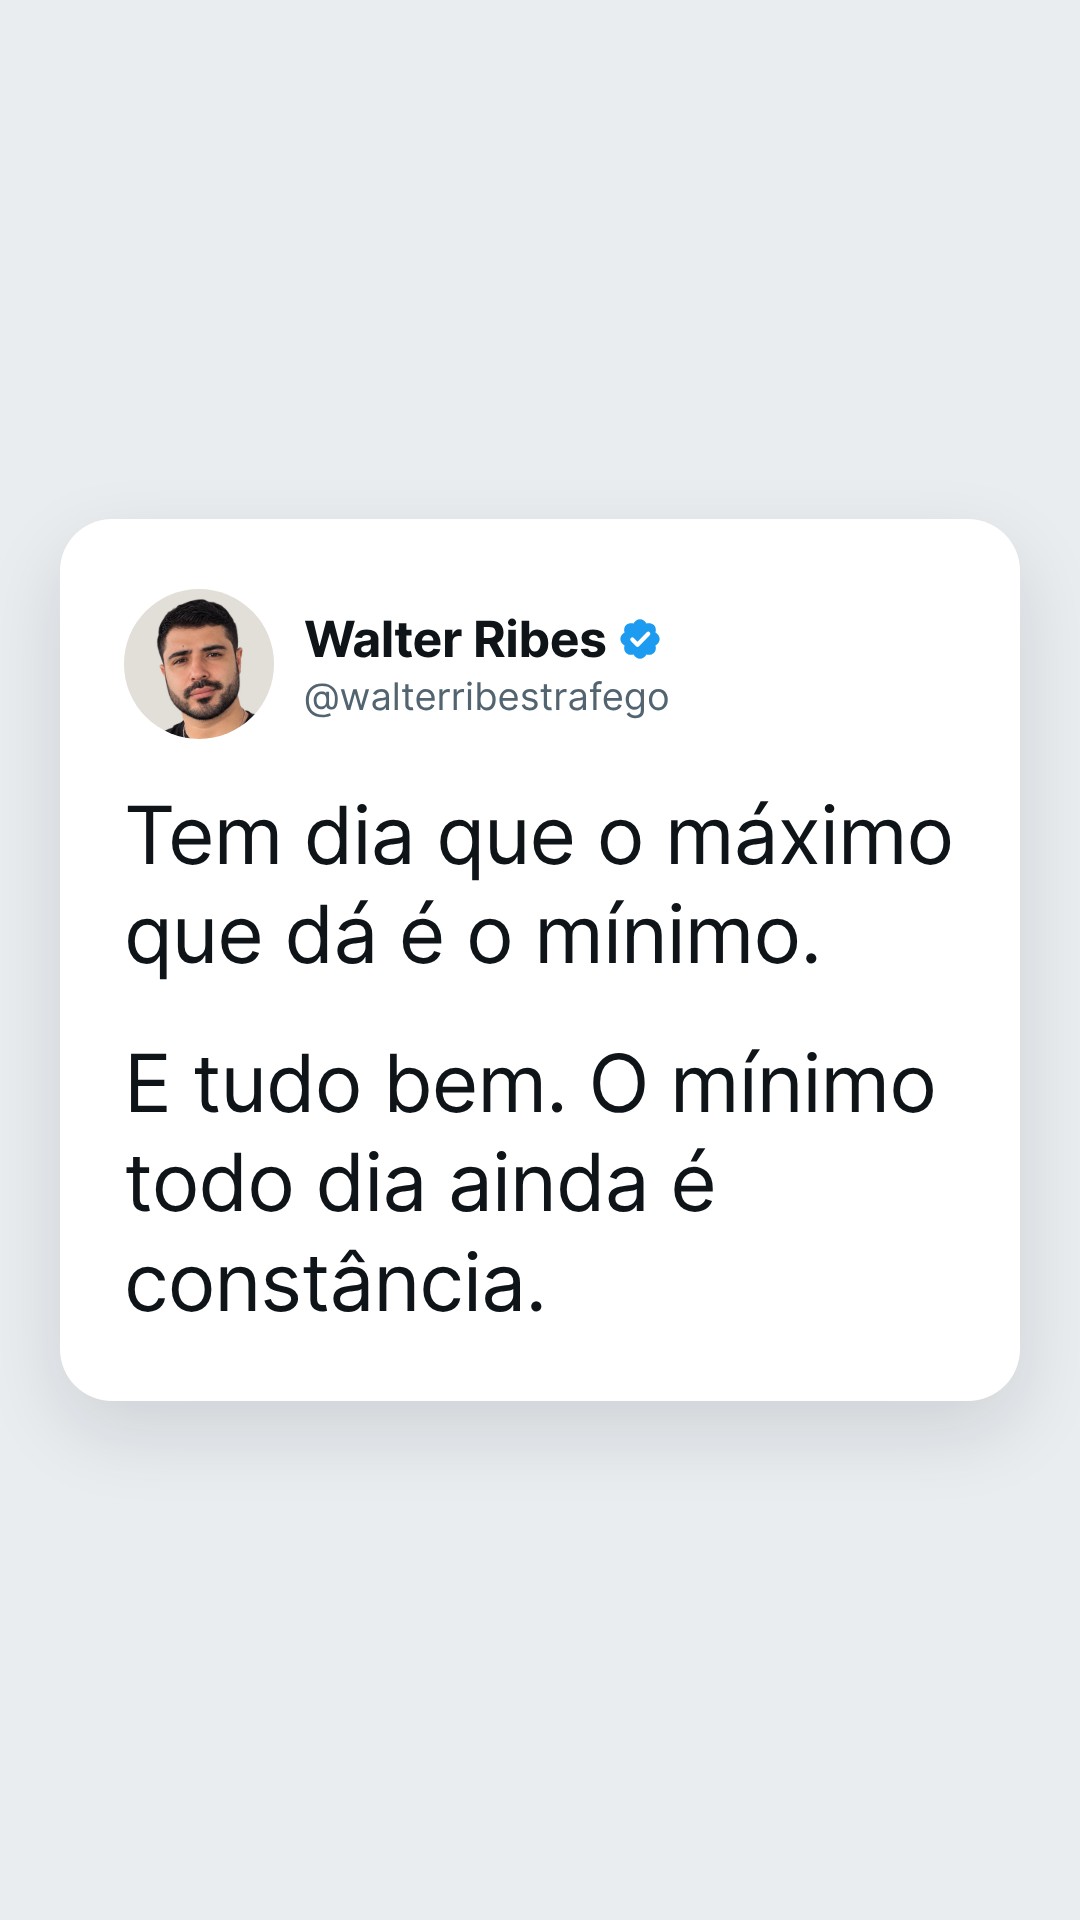 Walter Ribes
@walterribestrafego
Tem dia que o máximo
que dá é o mínimo.
E tudo bem. O mínimo
todo dia ainda é
constância.